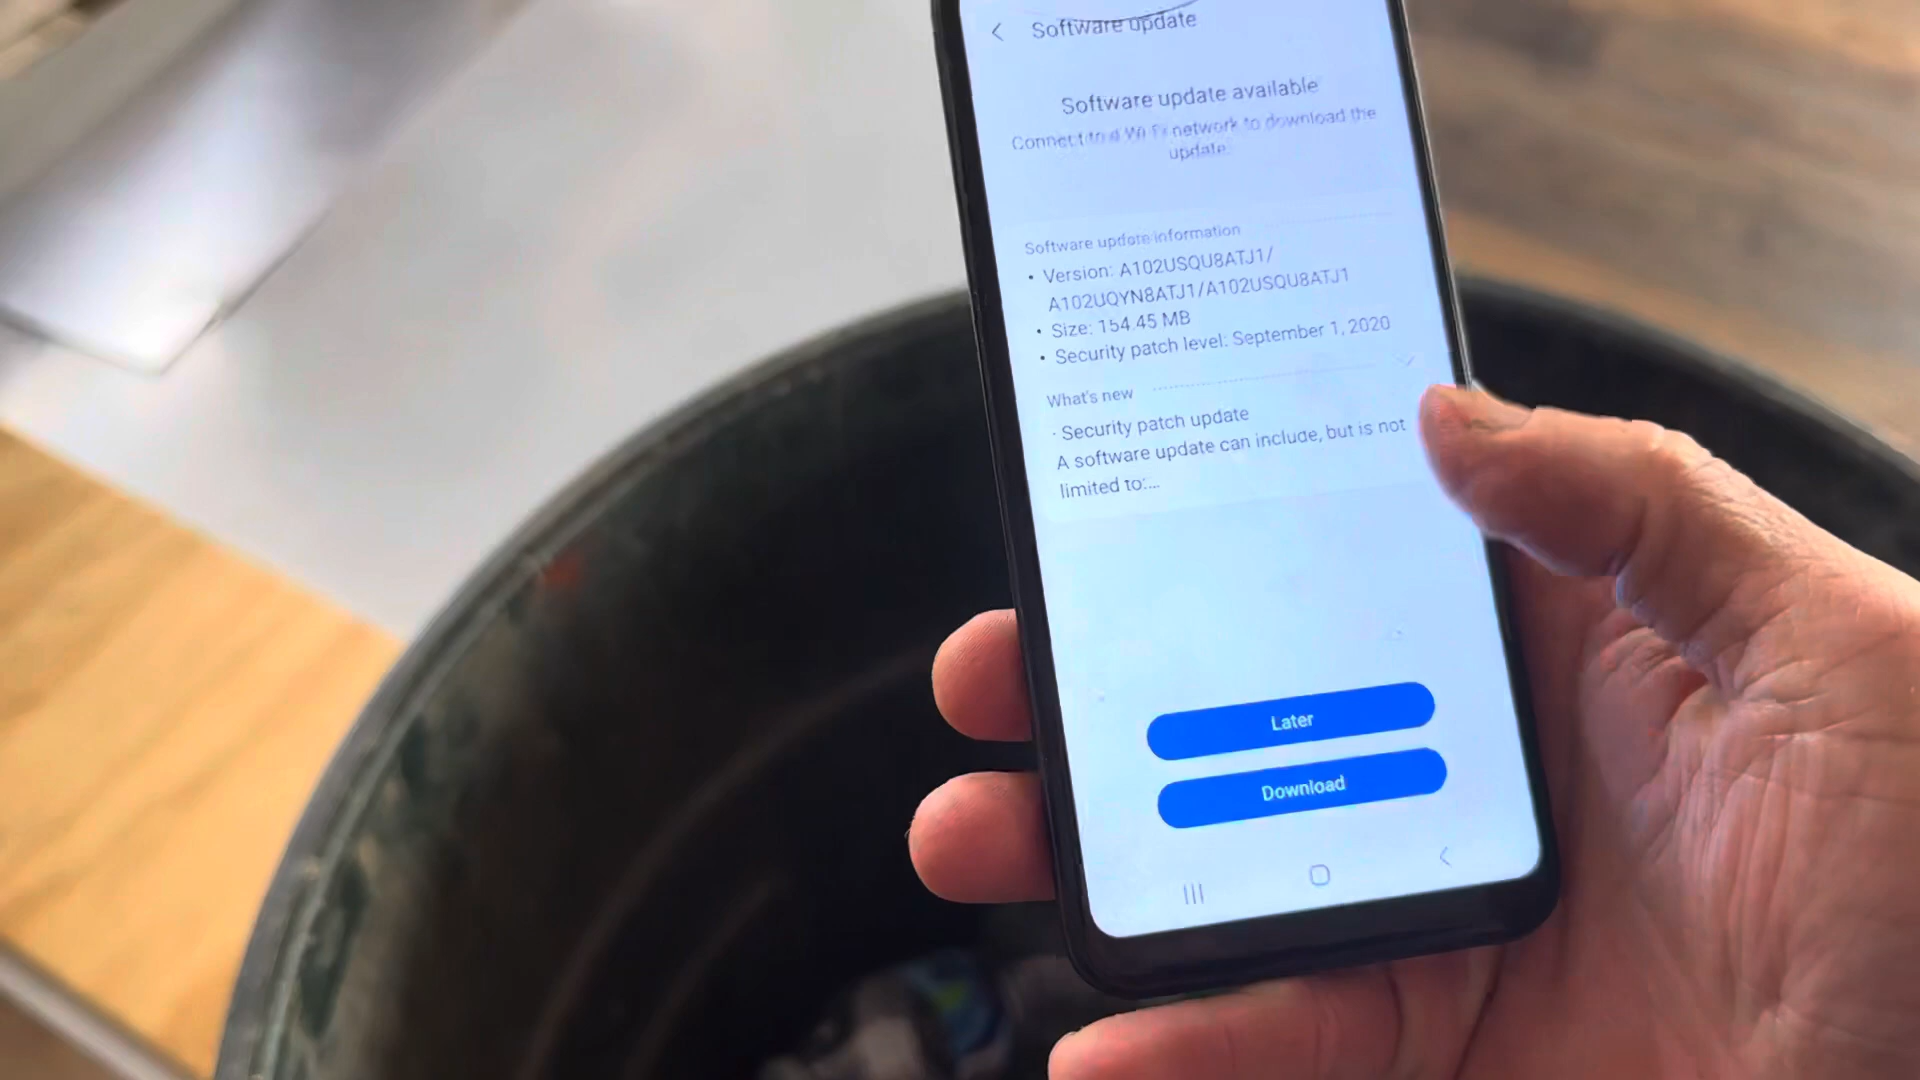 Software update
Software update available
Connect to a Wi-Fi network to download the
update.
Software update information
• Version: A102USQU8ATJ1/
A102UOYN8ATJ1/A102USQU8ATJ1
• Size: 154.45 MB
• Security patch level: September 1, 2020
What's new
· Security patch update
A software update can include, but is not
limited to:...
Later
Download